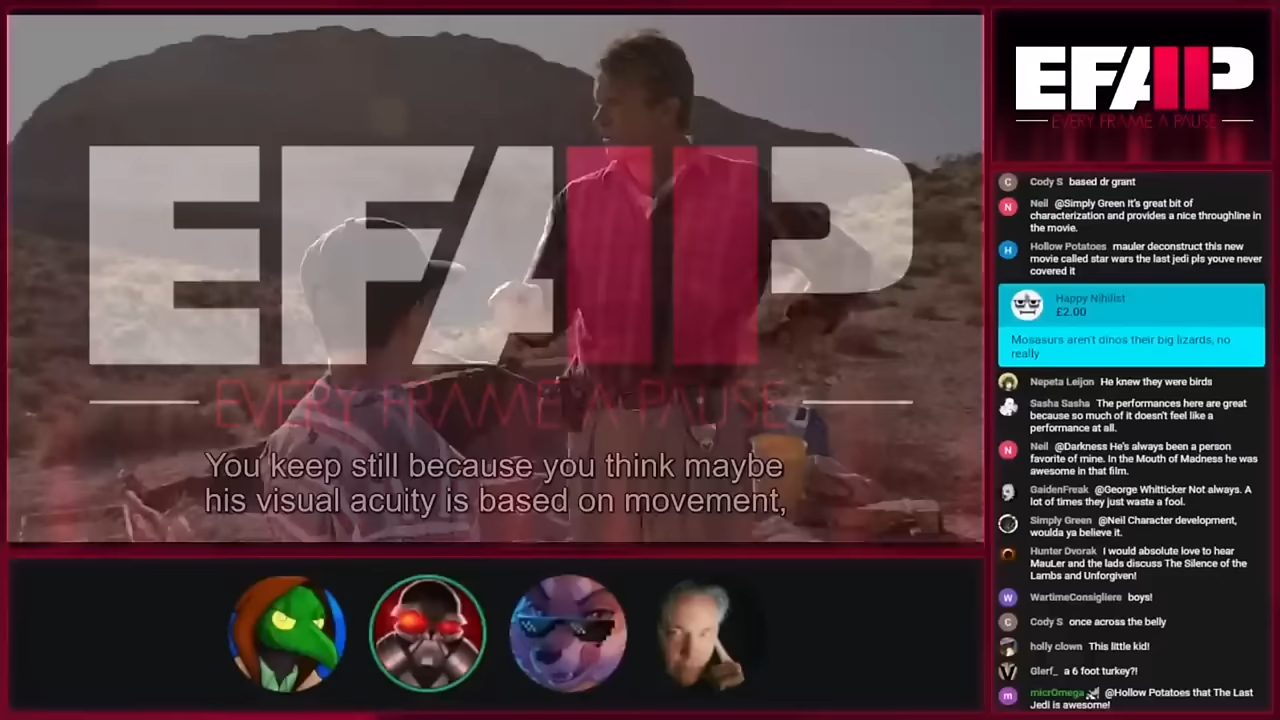 EFAP
EVERY FRAME A PAUSE
You keep still because you think maybe
his visual acuity is based on movement,
EFAP
EVERY FRAME A PAUSE
C Cody S based dr grant
N Neil @Simply Green It's great bit of
characterization and provides a nice throughline in
the movie.
H Hollow Potatoes mauler deconstruct this new
movie called star wars the last jedi pls youve never
covered it
Happy Nihilist
£2.00
Mosasurs aren't dinos their big lizards, no
really
Nepeta Leijon He knew they were birds
Sasha Sasha The performances here are great
because so much of it doesn't feel like a
performance at all.
N Neil @Darkness He's always been a person
favorite of mine. In the Mouth of Madness he was
awesome in that film.
GaidenFreak @George Whitticker Not always. A
lot of times they just waste a fool.
Simply Green @Neil Character development,
woulda ya believe it.
Hunter Dvorak I would absolute love to hear
MauLer and the lads discuss The Silence of the
Lambs and Unforgiven!
W WartimeConsigliere boys!
C Cody S once across the belly
holly clown This little kid!
Glerf_ a 6 foot turkey?!
m micrOmega @Hollow Potatoes that The Last
Jedi is awesome!